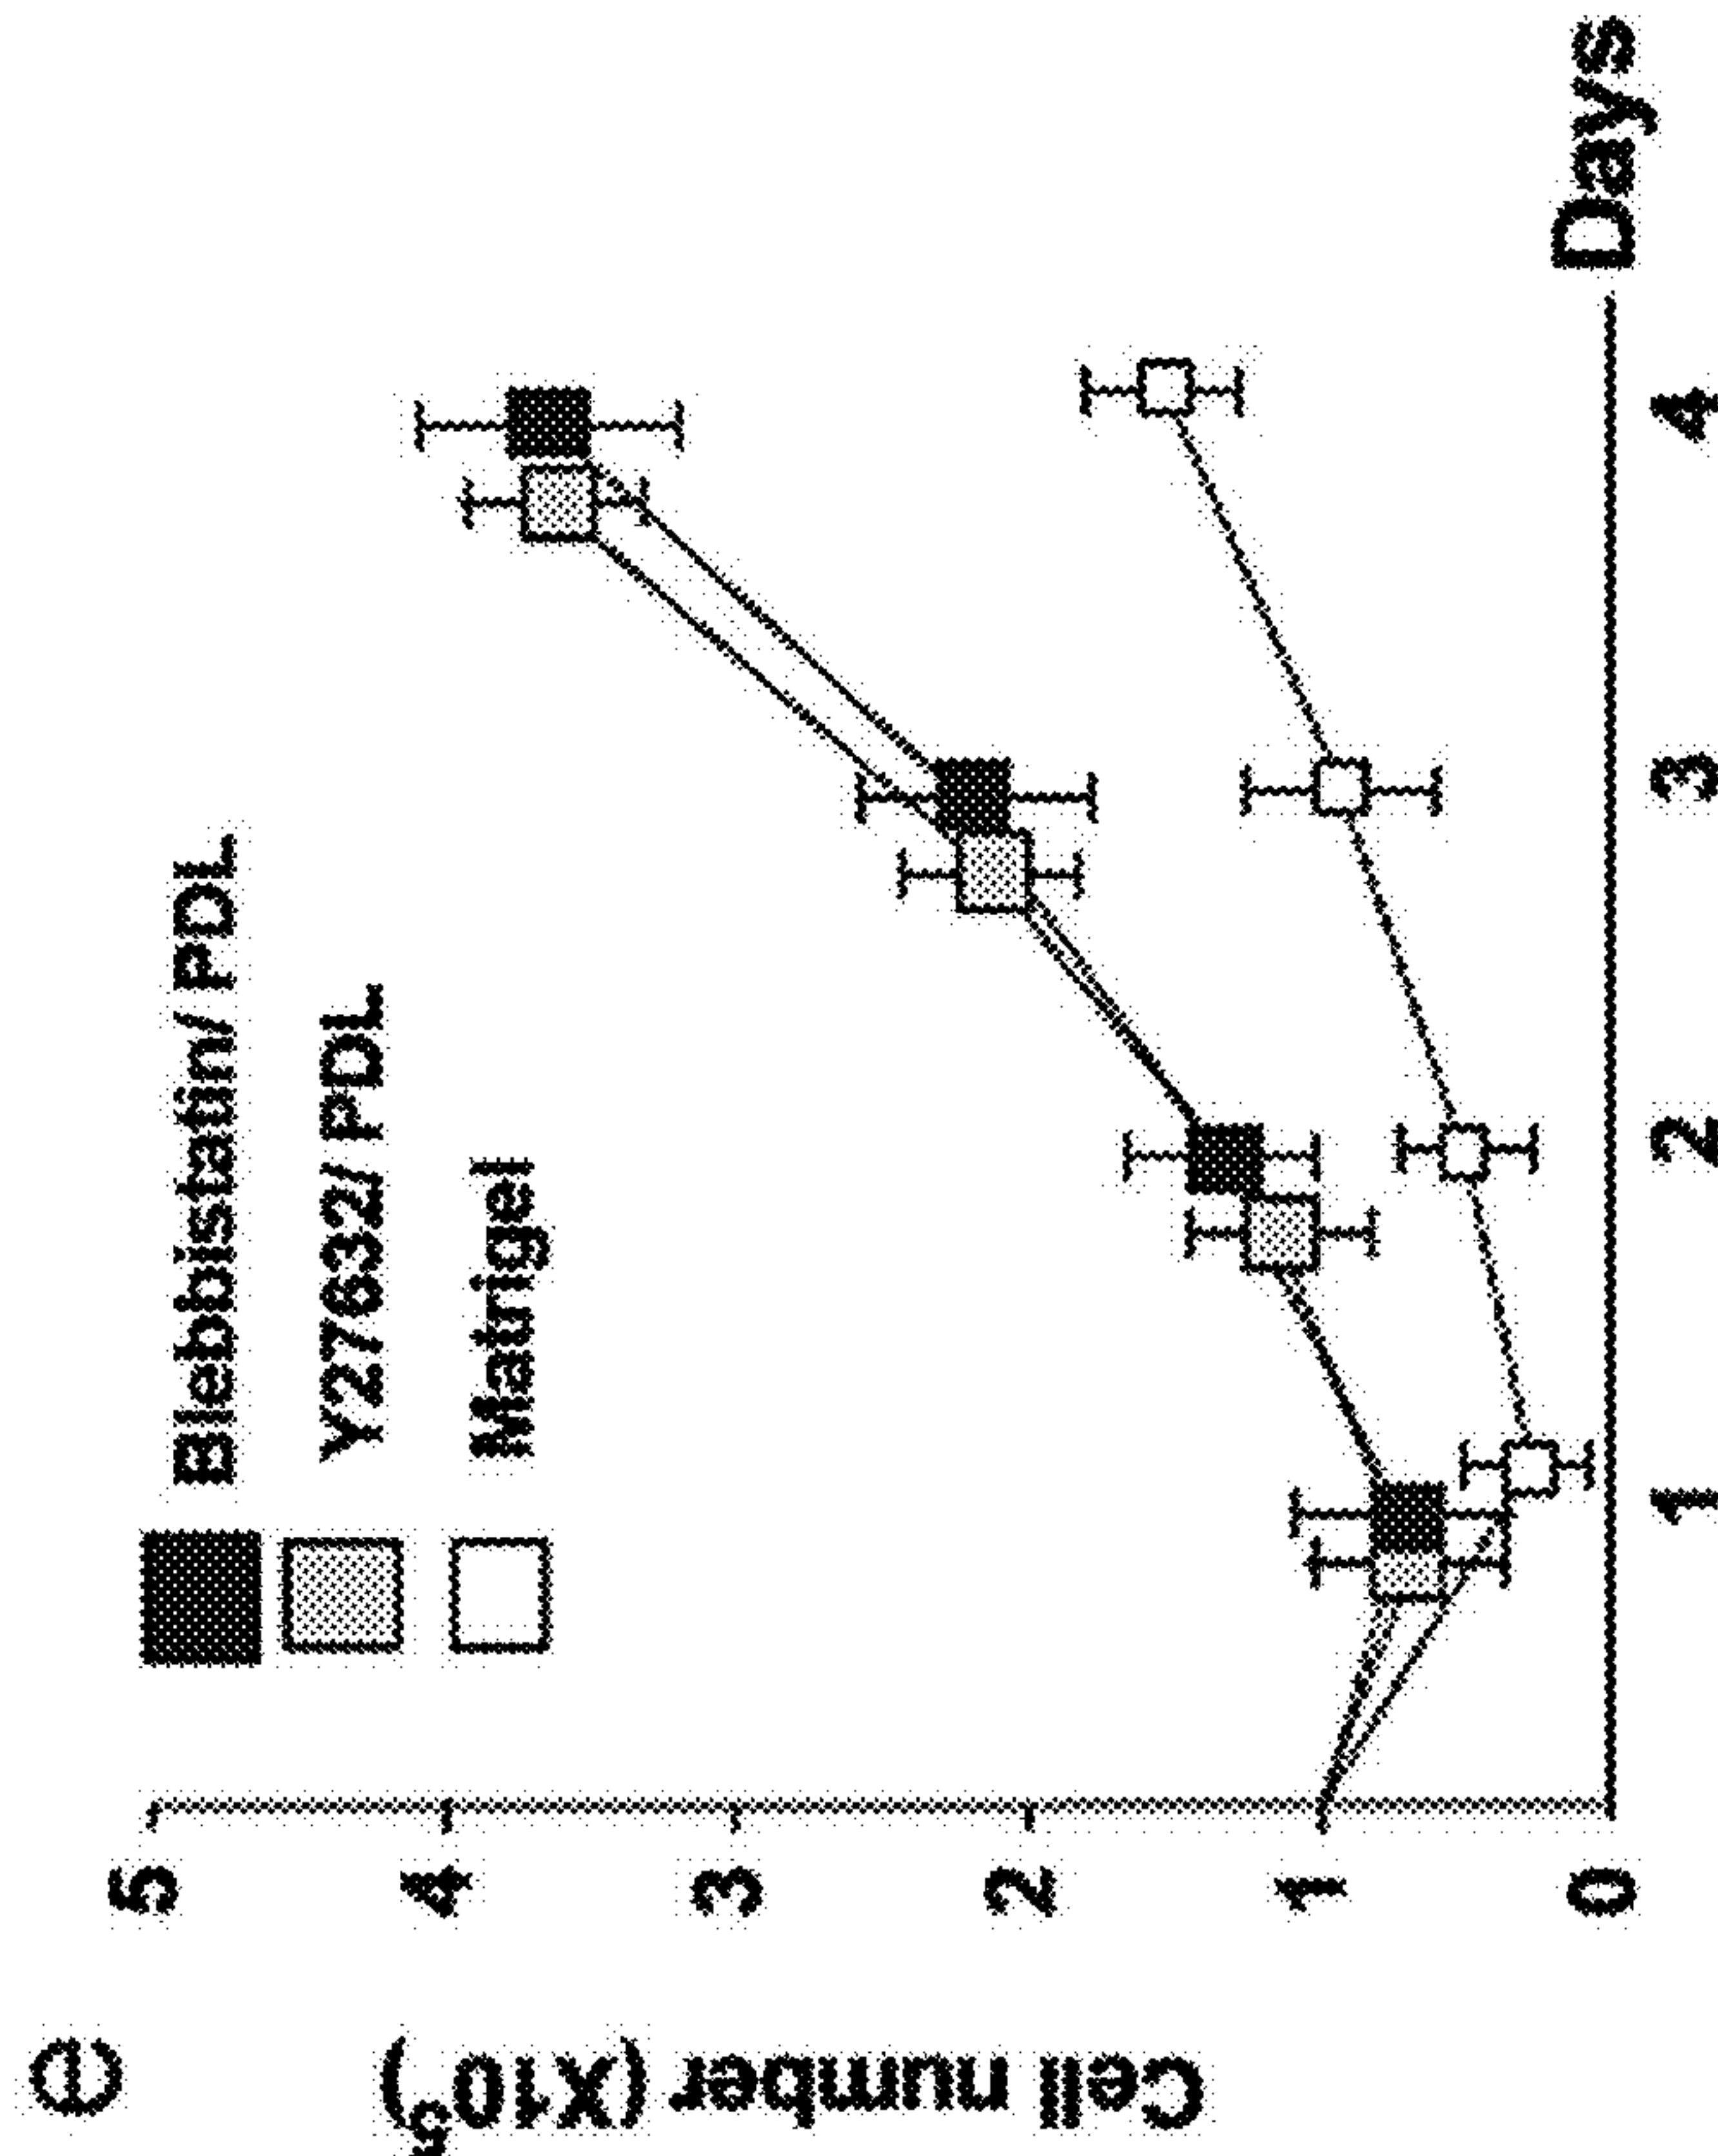 e
Cell number (X10⁵)
5
4
3
2
1
0
Blebbistatin/ PDL
Y27632/ PDL
Matrigel
1
2
3
4
Days